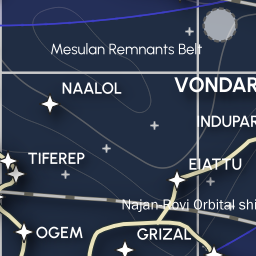 Mesulan Remnants Belt
NAALOL
VONDAR
INDUPAR
TIFEREP
EIATTU
Najan-Rovi Orbital shi
OGEM
GRIZAL